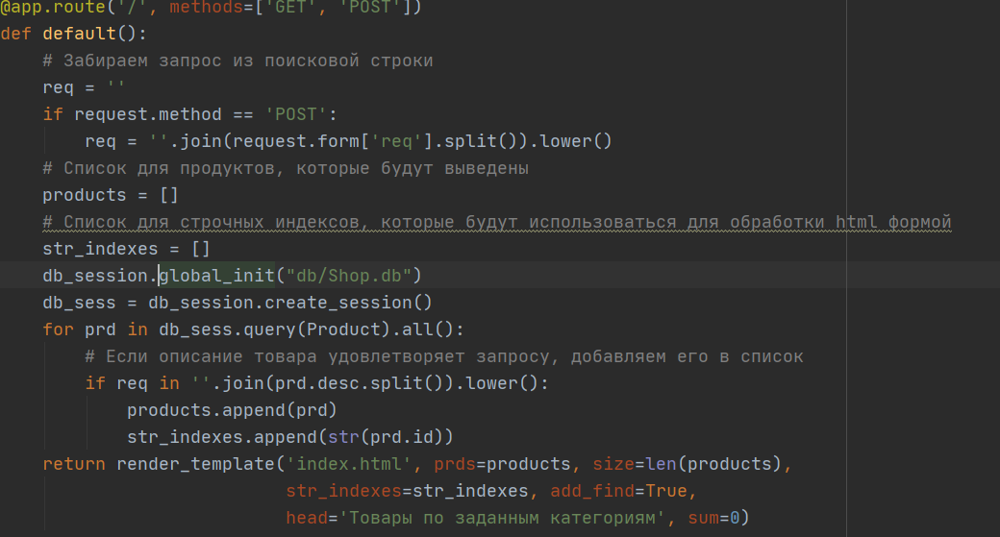 @app.route('/', methods=['GET', 'POST'])
def default():
    # Забираем запрос из поисковой строки
    req = ''
    if request.method == 'POST':
        req = ''.join(request.form['req'].split()).lower()
    # Список для продуктов, которые будут выведены
    products = []
    # Список для строчных индексов, которые будут использоваться для обработки html формой
    str_indexes = []
    db_session.global_init("db/Shop.db")
    db_sess = db_session.create_session()
    for prd in db_sess.query(Product).all():
        # Если описание товара удовлетворяет запросу, добавляем его в список
        if req in ''.join(prd.desc.split()).lower():
            products.append(prd)
            str_indexes.append(str(prd.id))
    return render_template('index.html', prds=products, size=len(products),
                           str_indexes=str_indexes, add_find=True,
                           head='Товары по заданным категориям', sum=0)